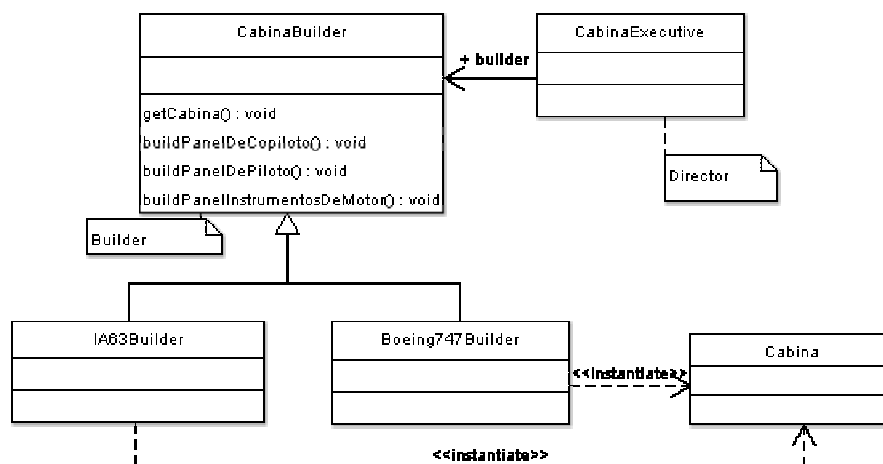 CabinaBuilder
CabinaExecutive
+ builder
getCabina() : void
buildPanelDeCopiloto() : void
buildPanelDePiloto() : void
buildPanelInstrumentosDeMotor() : void
Director
Builder
IA63Builder
Boeing747Builder
Cabina
<<instantiate>>
<<instantiate>>